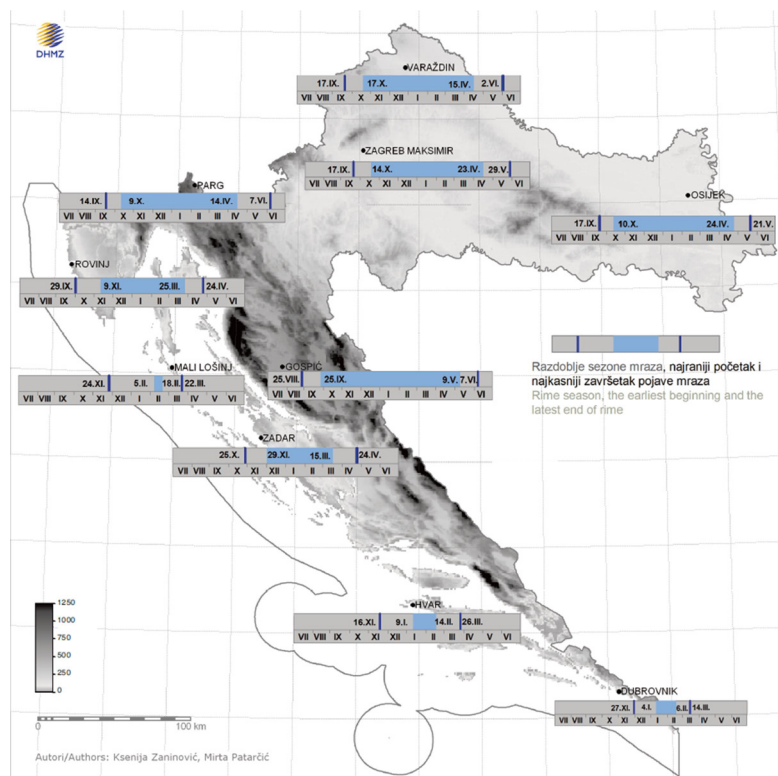 DHMZ
VARAŽDIN
17.IX. 17.X. 15.IV. 2.VI.
VII VIII IX X XI XII I II III IV V VI
ZAGREB MAKSIMIR
17.IX. 14.X. 23.IV. 29.V.
VII VIII IX X XI XII I II III IV V VI
PARG
14.IX. 9.X. 14.IV. 7.VI.
VII VIII IX X XI XII I II III IV V VI
OSIJEK
17.IX. 10.X. 24.IV. 21.V.
VII VIII IX X XI XII I II III IV V VI
ROVINJ
29.IX. 9.XI. 25.III. 24.IV.
VII VIII IX X XI XII I II III IV V VI
MALI LOŠINJ
24.XI. 5.II. 18.II. 22.III.
VII VIII IX X XI XII I II III IV V VI
GOSPIĆ
25.VIII. 25.IX. 9.V. 7.VI.
VII VIII IX X XI XII I II III IV V VI
Razdoblje sezone mraza, najraniji početak i
najkasniji završetak pojave mraza
Rime season, the earliest beginning and the
latest end of rime
ZADAR
25.X. 29.XI. 15.III. 24.IV.
VII VIII IX X XI XII I II III IV V VI
HVAR
16.XI. 9.I. 14.II. 26.III.
VII VIII IX X XI XII I II III IV V VI
1250
1000
750
500
250
0
DUBROVNIK
27.XI. 4.I. 6.II. 14.III.
VII VIII IX X XI XII I II III IV V VI
0 100 km
Autori/Authors: Ksenija Zaninović, Mirta Patarčić